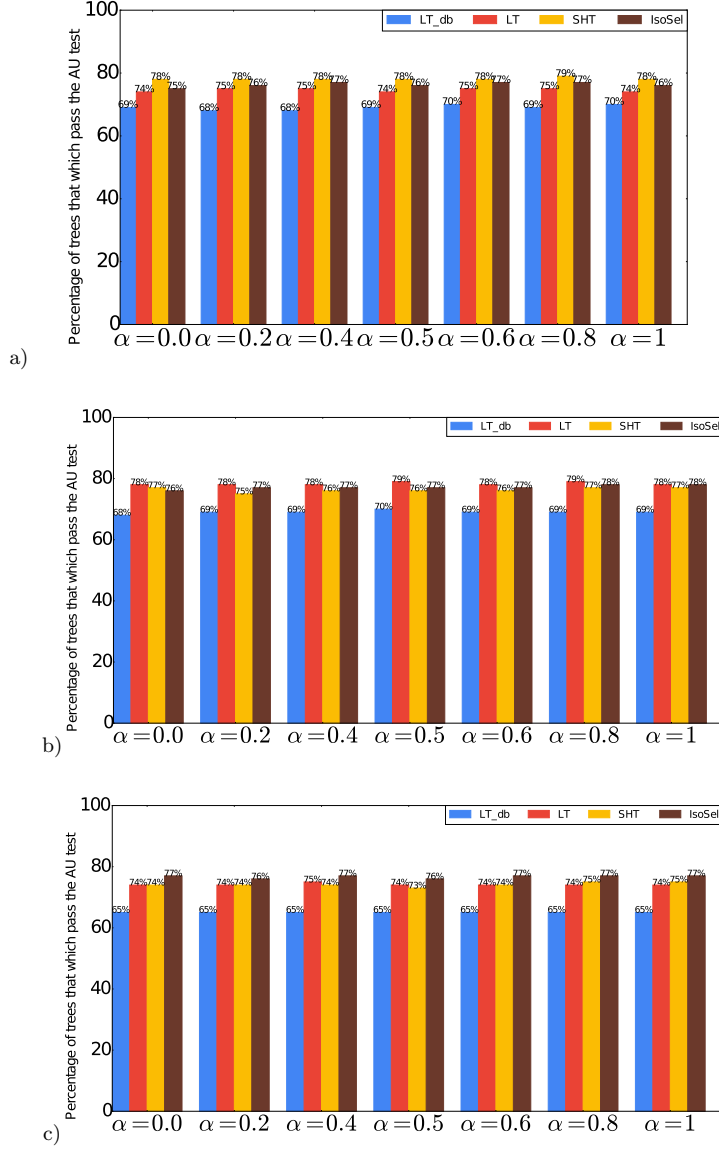 LT_db LT SHT IsoSel
Percentage of trees that which pass the AU test
100
80
60
40
20
0
69% 74% 78% 75% 68% 75% 78% 76% 68% 75% 78% 77% 69% 74% 78% 76% 70% 75% 78% 77% 69% 75% 79% 77% 70% 74% 78% 76%
α=0.0 α=0.2 α=0.4 α=0.5 α=0.6 α=0.8 α=1
a)
LT_db LT SHT IsoSel
Percentage of trees that which pass the AU test
100
80
60
40
20
0
68% 78% 77% 76% 69% 78% 75% 77% 69% 78% 76% 77% 70% 79% 76% 77% 69% 78% 76% 77% 69% 79% 77% 78% 69% 78% 77% 78%
α=0.0 α=0.2 α=0.4 α=0.5 α=0.6 α=0.8 α=1
b)
LT_db LT SHT IsoSel
Percentage of trees that which pass the AU test
100
80
60
40
20
0
65% 74% 74% 77% 65% 74% 74% 76% 65% 75% 74% 77% 65% 74% 73% 76% 65% 74% 74% 77% 65% 74% 75% 77% 65% 74% 75% 77%
α=0.0 α=0.2 α=0.4 α=0.5 α=0.6 α=0.8 α=1
c)